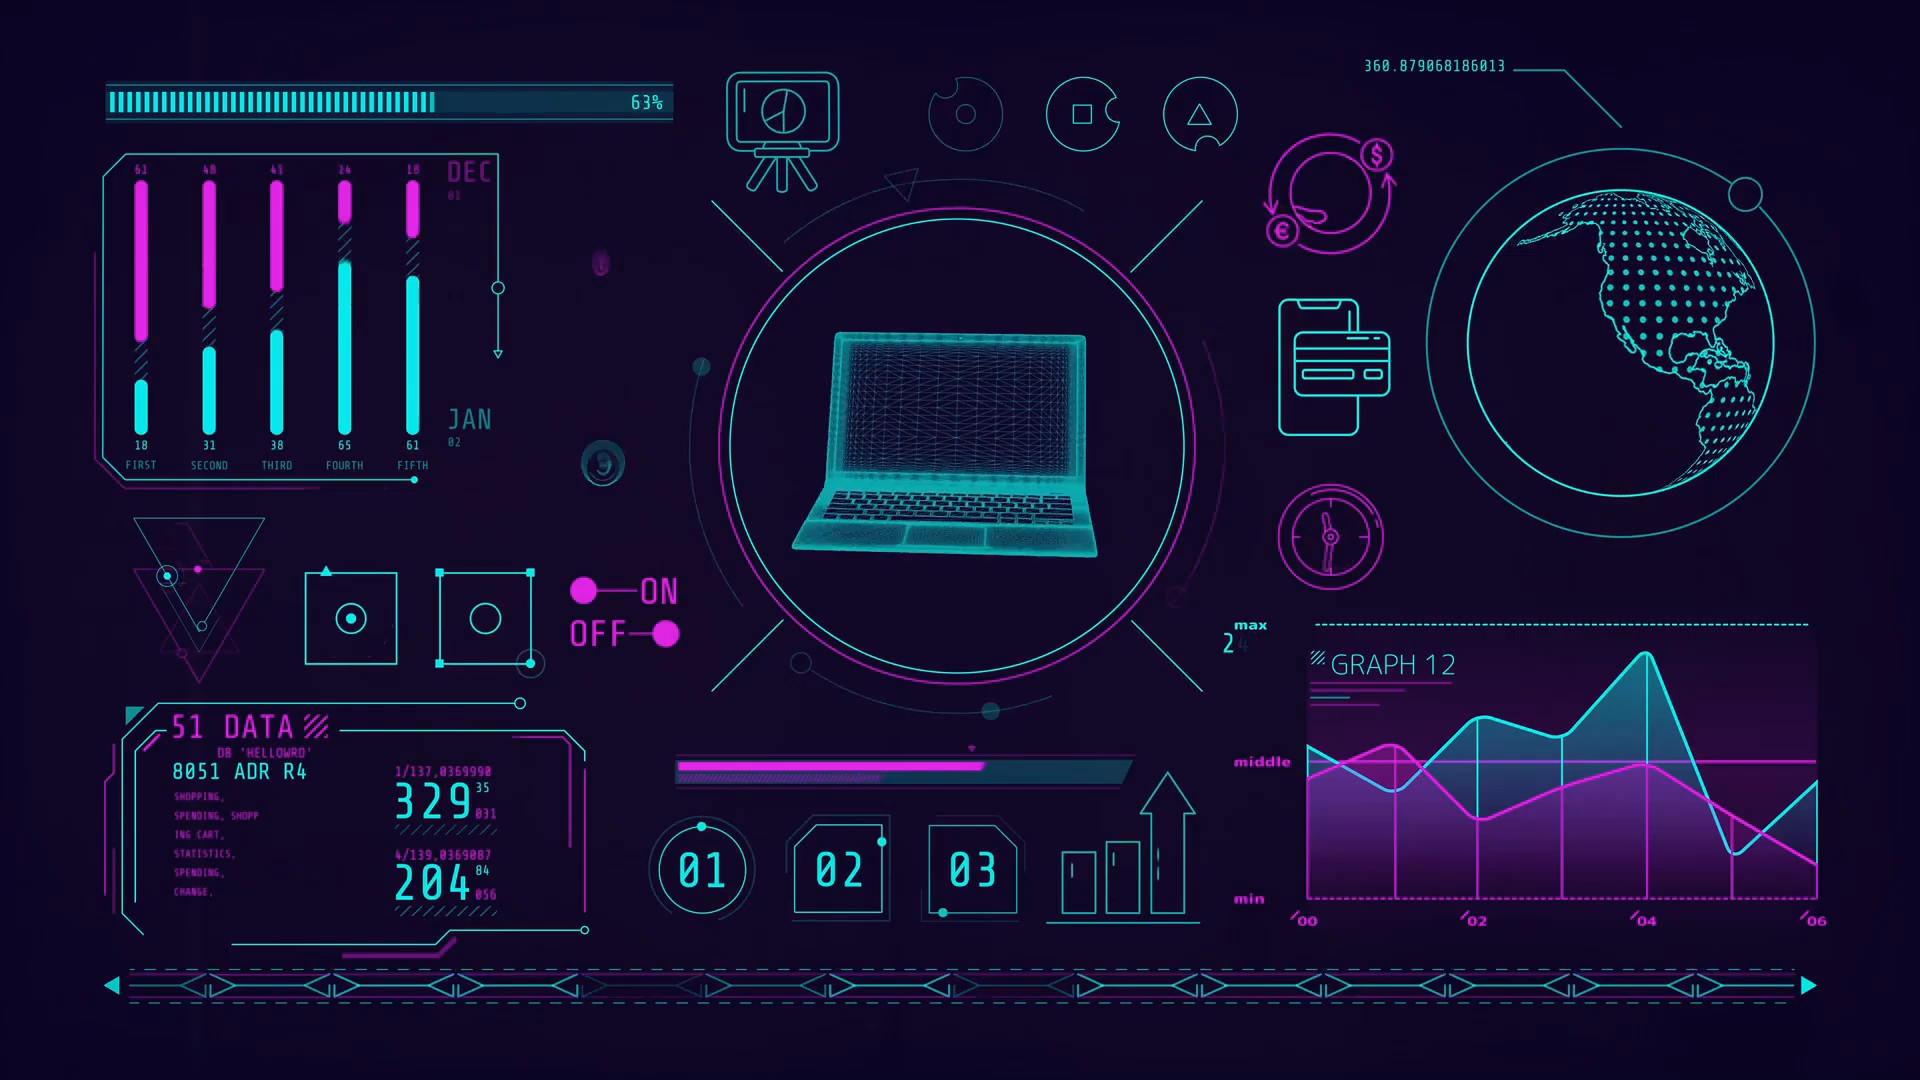 360.879068186013
63%
61 48 41 24 18
DEC
01
$
€
JAN
02
18 31 38 65 61
FIRST SECOND THIRD FOURTH FIFTH
ON
OFF
max
2
GRAPH 12
middle
min
00 02 04 06
51 DATA
DB 'HELLOWRO'
8051 ADR R4
SHOPPING,
SPENDING, SHOPP
ING CART,
STATISTICS,
SPENDING,
CHANGE,
1/137,0369990
329 35
031
4/139,0369087
204 84
056
01 02 03